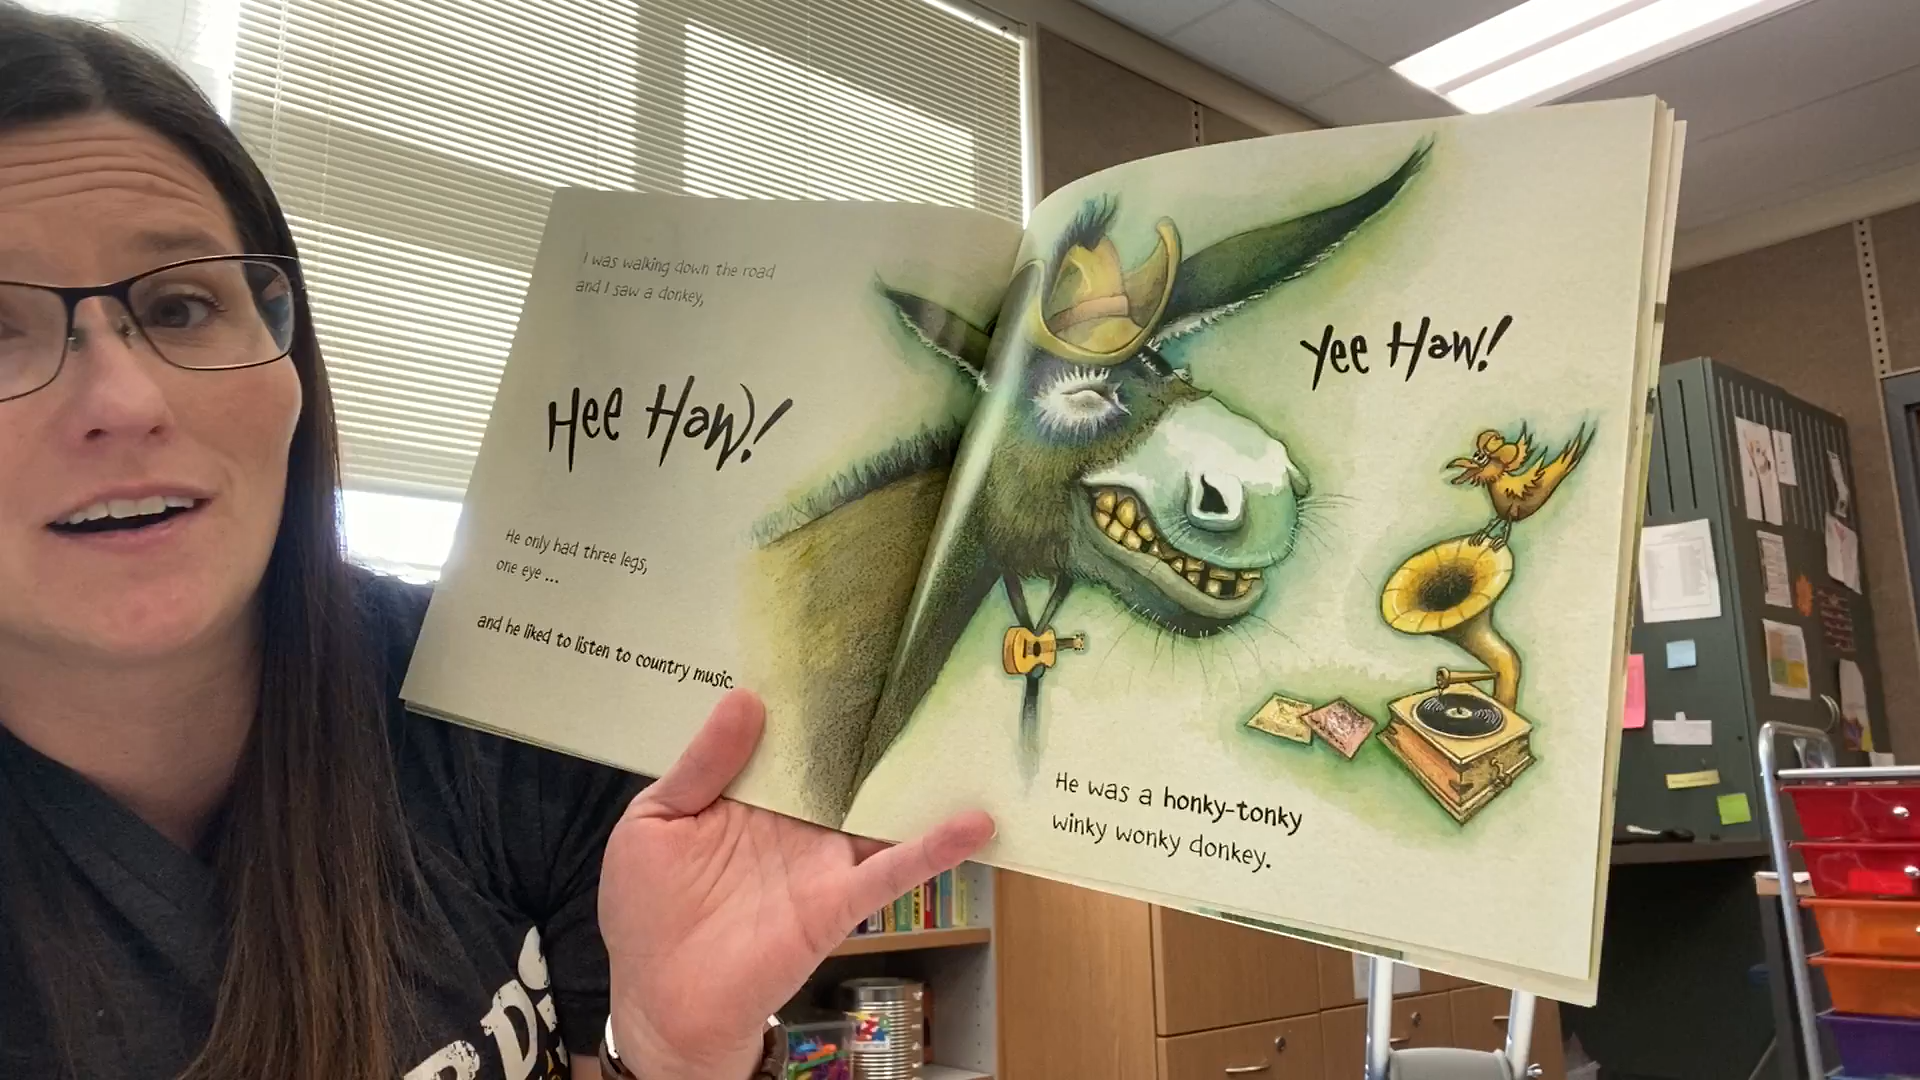 I was walking down the road
and I saw a donkey,
Hee Haw!
He only had three legs,
one eye ...
and he liked to listen to country music.
Yee Haw!
He was a honky-tonky
winky wonky donkey.